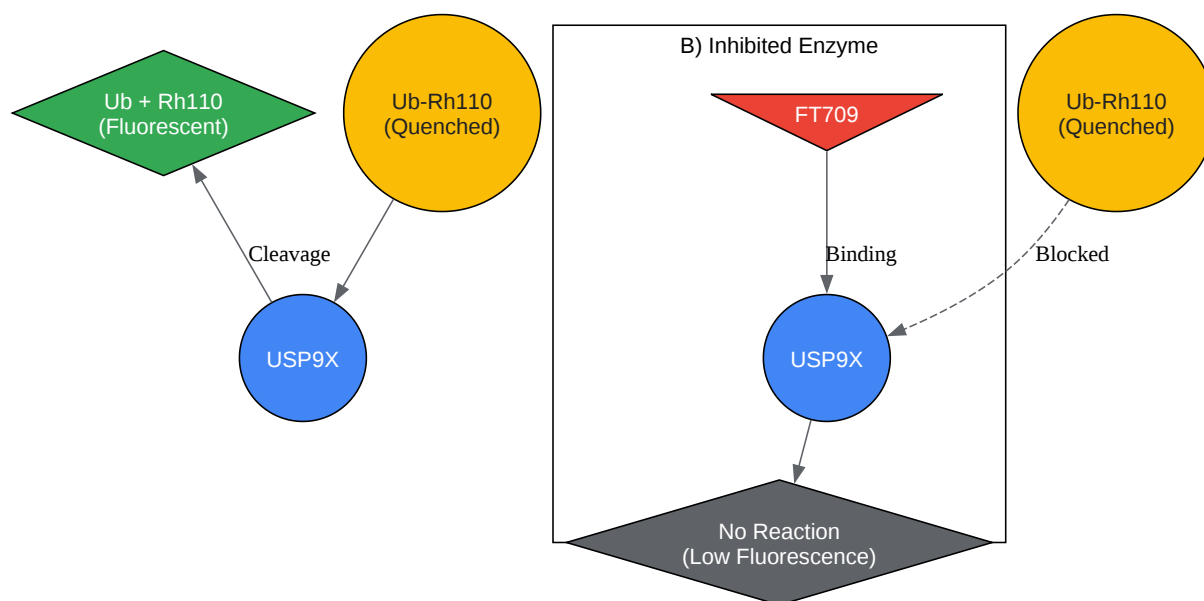 Ub + Rh110
(Fluorescent)
Ub-Rh110
(Quenched)
Cleavage
USP9X
B) Inhibited Enzyme
FT709
Ub-Rh110
(Quenched)
Binding
Blocked
USP9X
No Reaction
(Low Fluorescence)